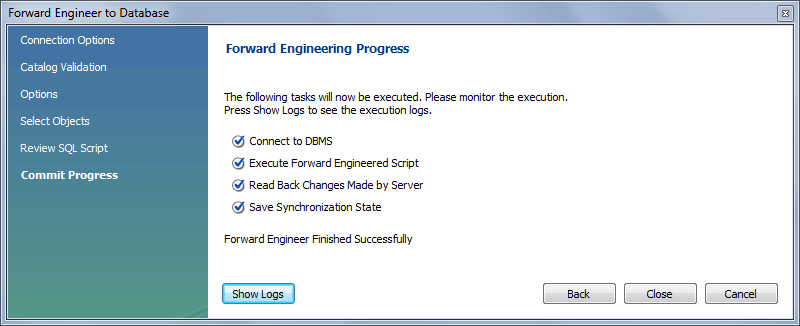 Forward Engineer to Database
Connection Options
Catalog Validation
Options
Select Objects
Review SQL Script
Commit Progress
Forward Engineering Progress
The following tasks will now be executed. Please monitor the execution.
Press Show Logs to see the execution logs.
Connect to DBMS
Execute Forward Engineered Script
Read Back Changes Made by Server
Save Synchronization State
Forward Engineer Finished Successfully
Show Logs
Back
Close
Cancel